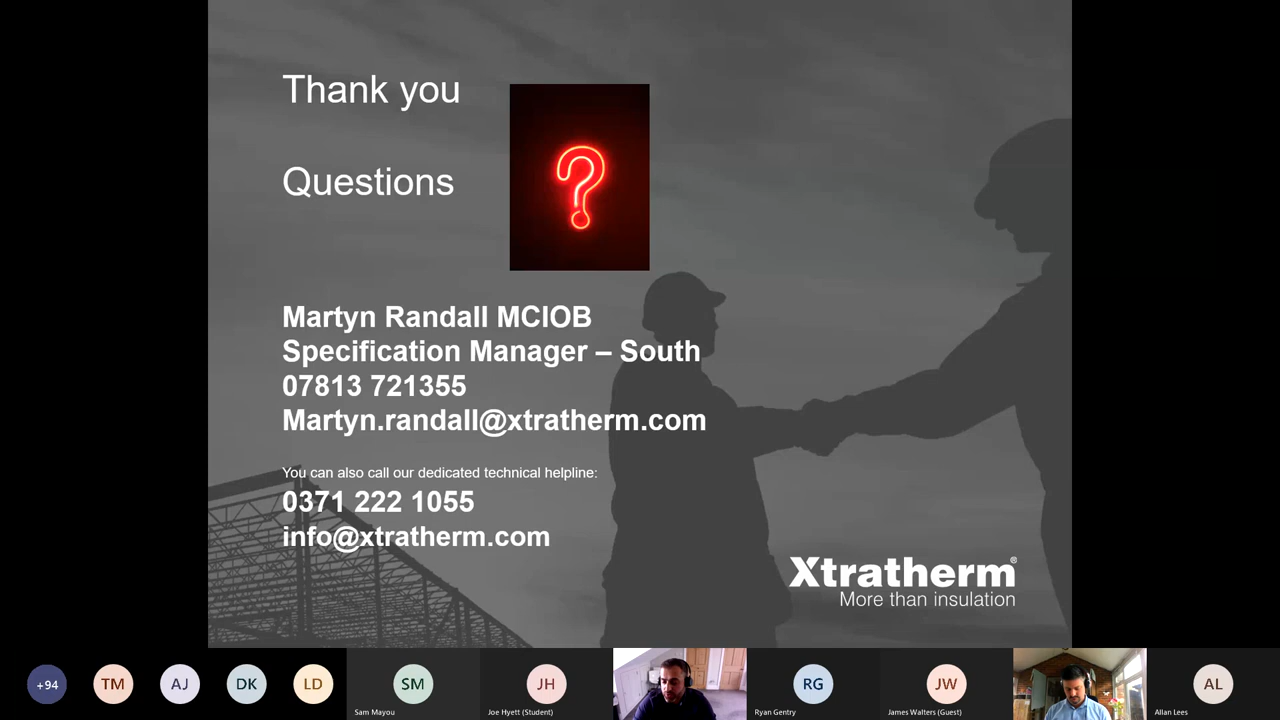 Thank you
Questions
Martyn Randall MCIOB
Specification Manager – South
07813 721355
Martyn.randall@xtratherm.com
You can also call our dedicated technical helpline:
0371 222 1055
info@xtratherm.com
Xtratherm®
More than insulation
+94
TM
AJ
DK
LD
SM
Sam Mayou
JH
Joe Hyett (Student)
RG
Ryan Gentry
JW
James Walters (Guest)
AL
Allan Lees